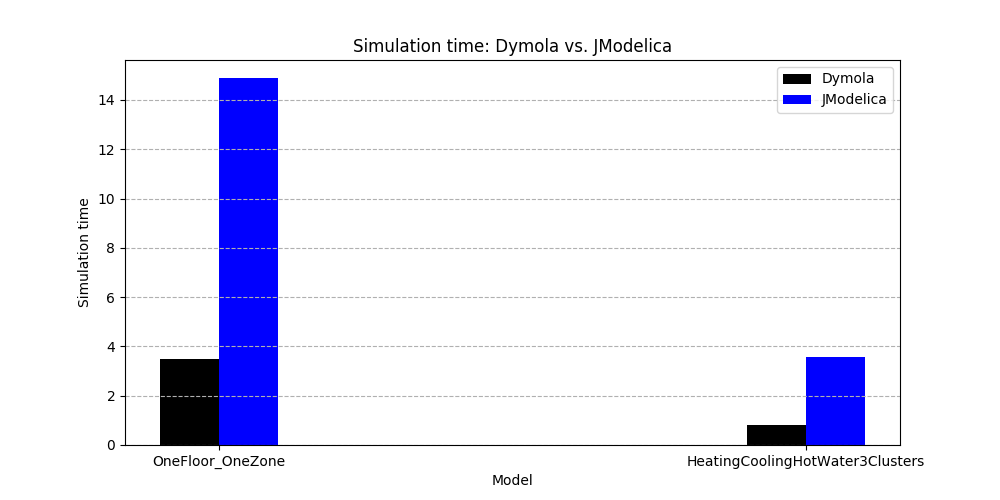 Simulation time: Dymola vs. JModelica
Dymola
JModelica
14
12
10
8
6
4
2
0
Simulation time
OneFloor_OneZone
HeatingCoolingHotWater3Clusters
Model